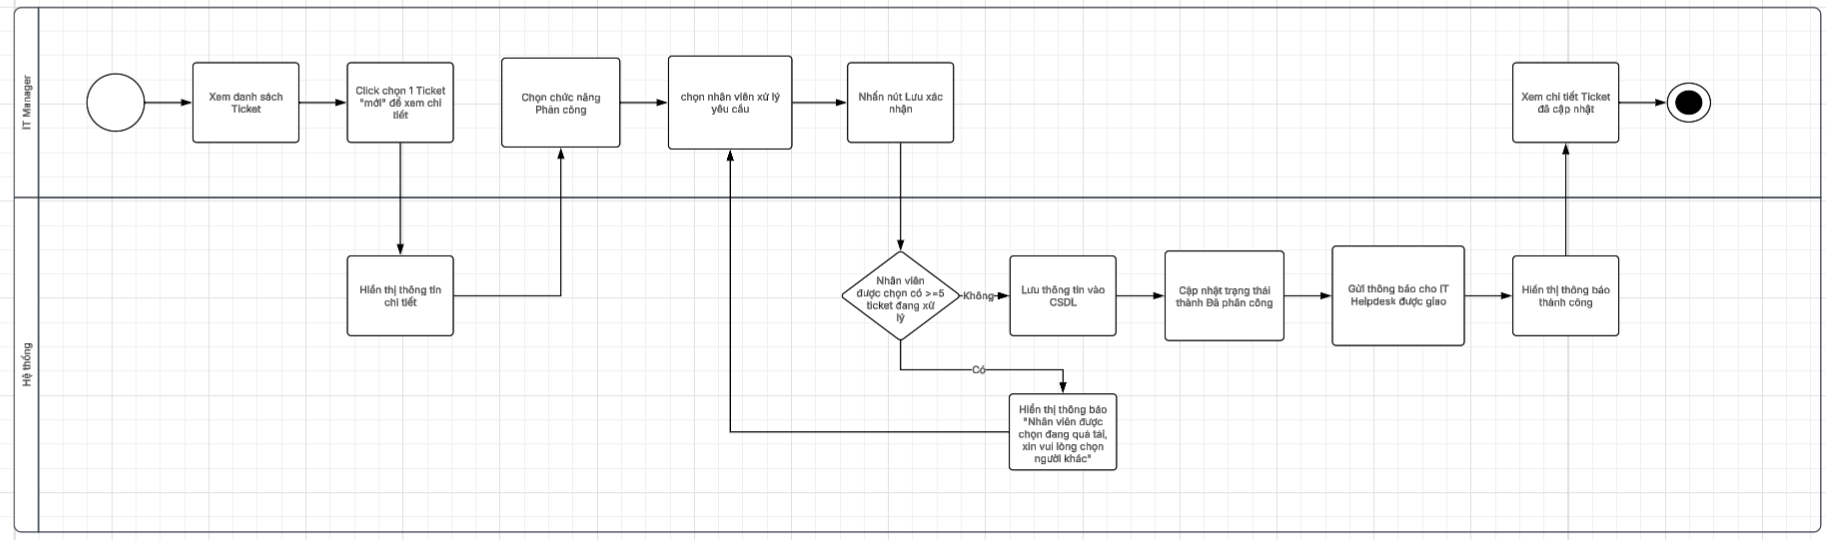 IT Manager
Xem danh sách
Ticket
Click chọn 1 Ticket
"mới" để xem chi
tiết
Chọn chức năng
Phân công
chọn nhân viên xử lý
yêu cầu
Nhấn nút Lưu xác
nhận
Xem chi tiết Ticket
đã cập nhật
Hệ thống
Hiển thị thông tin
chi tiết
Nhân viên
được chọn có >=5
ticket đang xử
lý
Không
Lưu thông tin vào
CSDL
Cập nhật trạng thái
thành Đã phân công
Gửi thông báo cho IT
Helpdesk được giao
Hiển thị thông báo
thành công
Có
Hiển thị thông báo
"Nhân viên được
chọn đang quá tải,
xin vui lòng chọn
người khác"